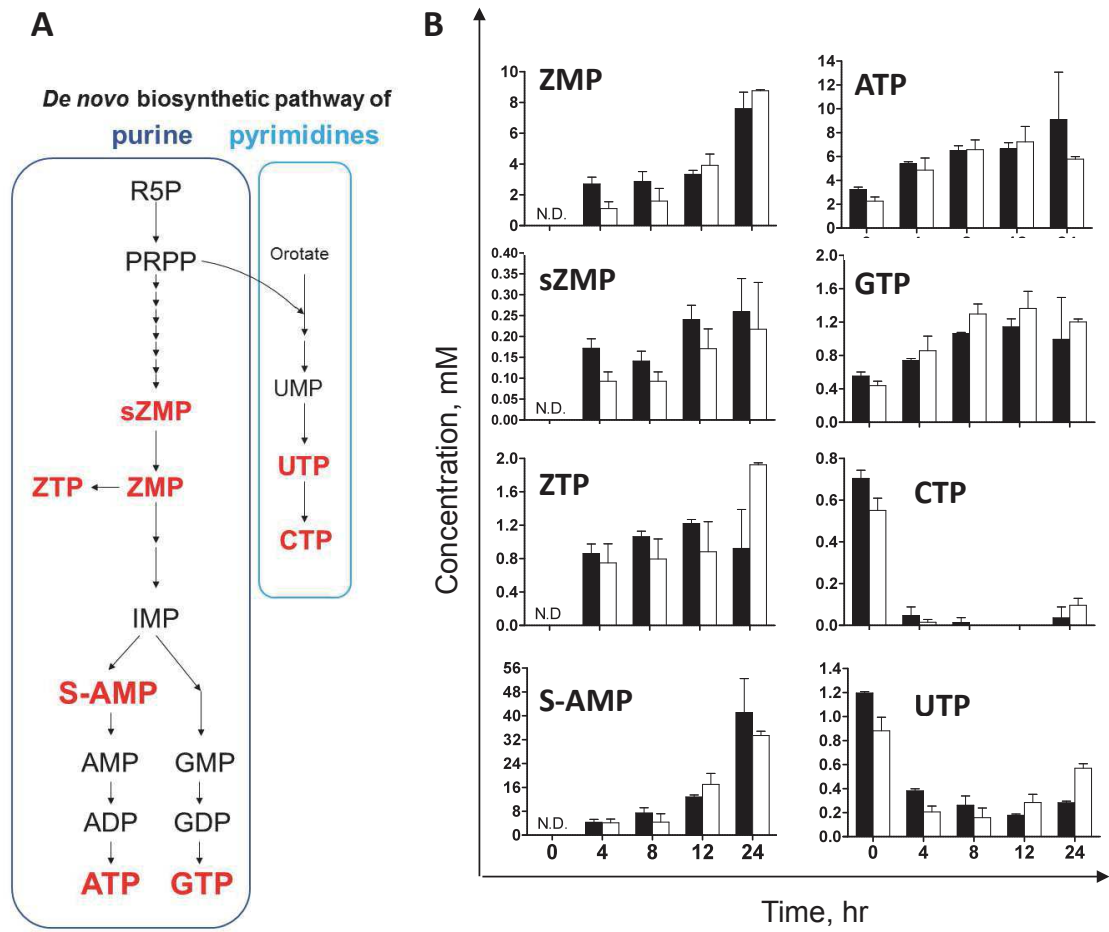 A
De novo biosynthetic pathway of
purine pyrimidines
R5P
PRPP
Orotate
UMP
sZMP
UTP
ZTP
ZMP
CTP
IMP
S-AMP
AMP
GMP
ADP
GDP
ATP
GTP
B
Concentration, mM
ZMP
10
8
6
4
2
0
N.D.
ATP
14
12
10
8
6
4
2
0
sZMP
0.40
0.35
0.30
0.25
0.20
0.15
0.10
0.05
0.00
N.D.
GTP
2.0
1.6
1.2
0.8
0.4
0.0
ZTP
2.0
1.6
1.2
0.8
0.4
0.0
N.D
CTP
0.8
0.6
0.4
0.2
0.0
S-AMP
56
48
40
32
24
16
8
0
N.D.
0 4 8 12 24
UTP
1.4
1.2
1.0
0.8
0.6
0.4
0.2
0.0
0 4 8 12 24
Time, hr